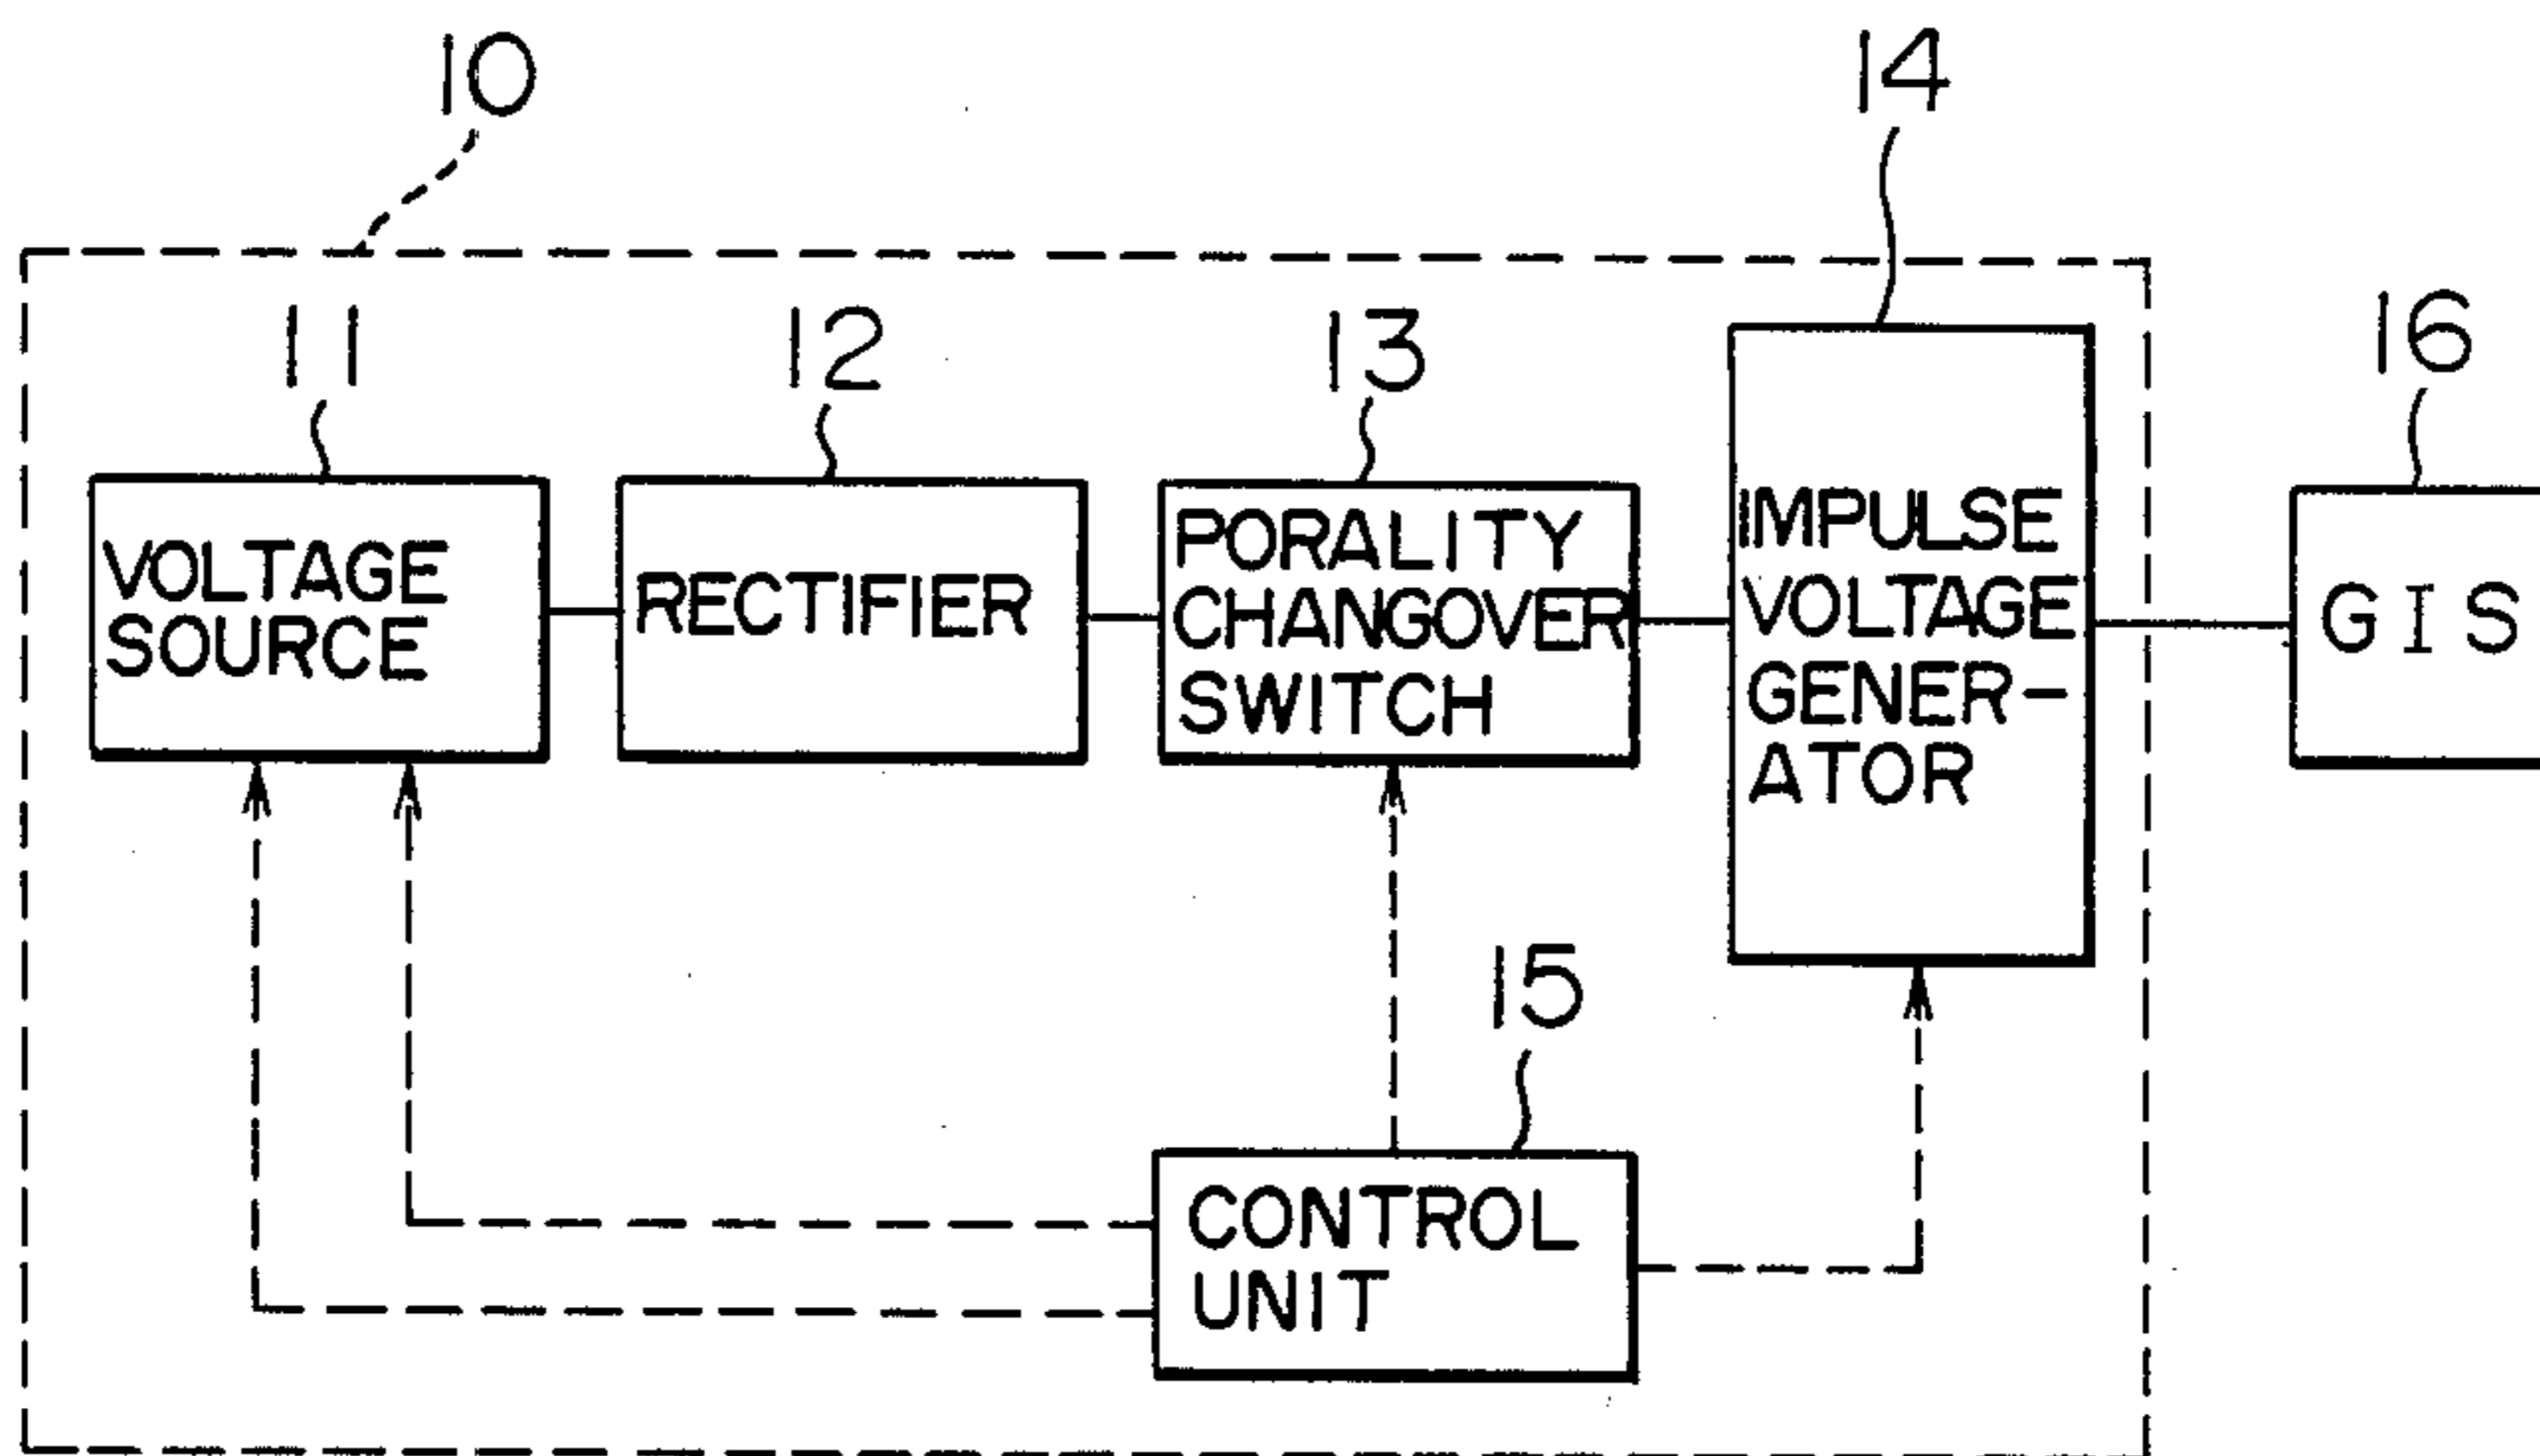 10
14
11
12
13
16
VOLTAGE
SOURCE
RECTIFIER
PORALITY
CHANGOVER
SWITCH
IMPULSE
VOLTAGE
GENER-
ATOR
GIS
15
CONTROL
UNIT